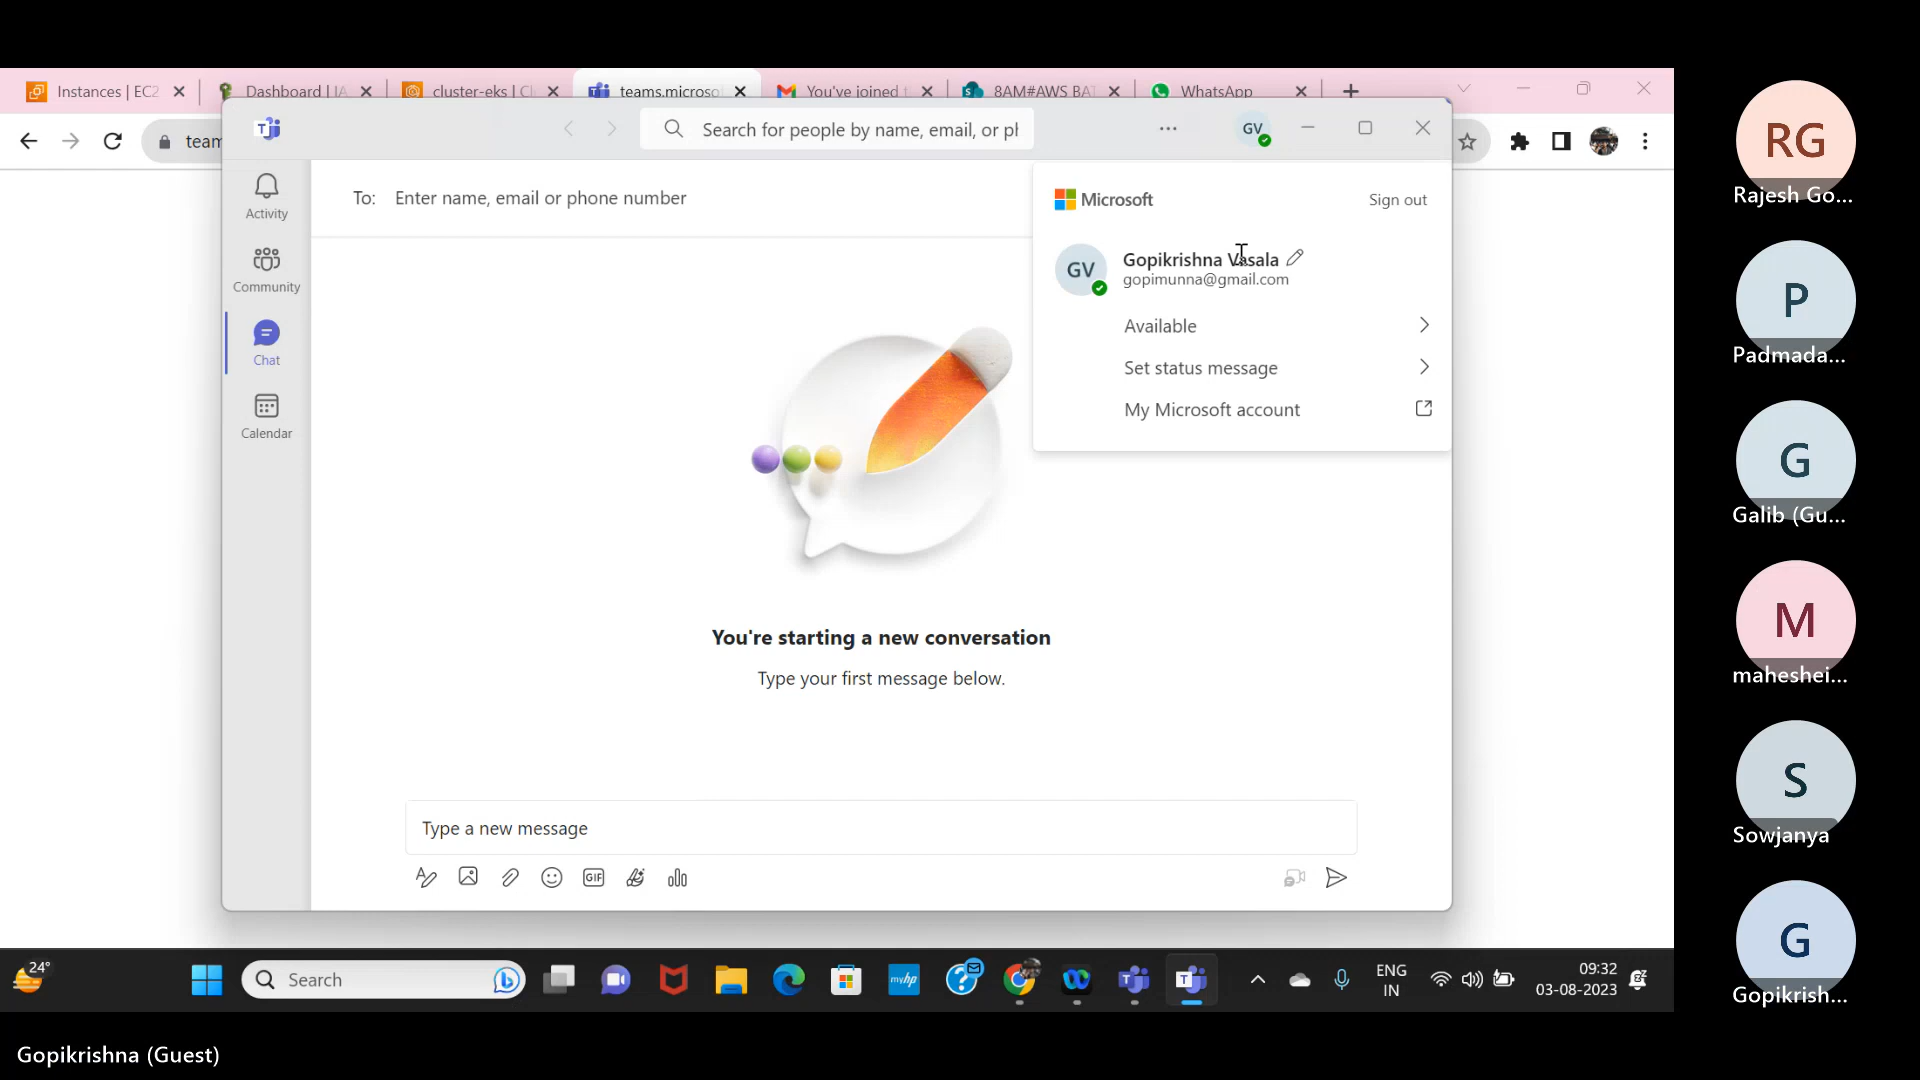 Instances | EC2
Dashboard | IA
cluster-eks | Cl
teams.microso
You've joined t
8AM#AWS BAT
WhatsApp
team
Search for people by name, email, or ph
GV
Activity
Community
Chat
Calendar
To: Enter name, email or phone number
Microsoft
Sign out
GV
Gopikrishna Vasala
gopimunna@gmail.com
Available
Set status message
My Microsoft account
You're starting a new conversation
Type your first message below.
Type a new message
GIF
24°
Search
myhp
ENG
IN
09:32
03-08-2023
RG
Rajesh Go...
P
Padmada...
G
Galib (Gu...
M
maheshei...
S
Sowjanya
G
Gopikrish...
Gopikrishna (Guest)